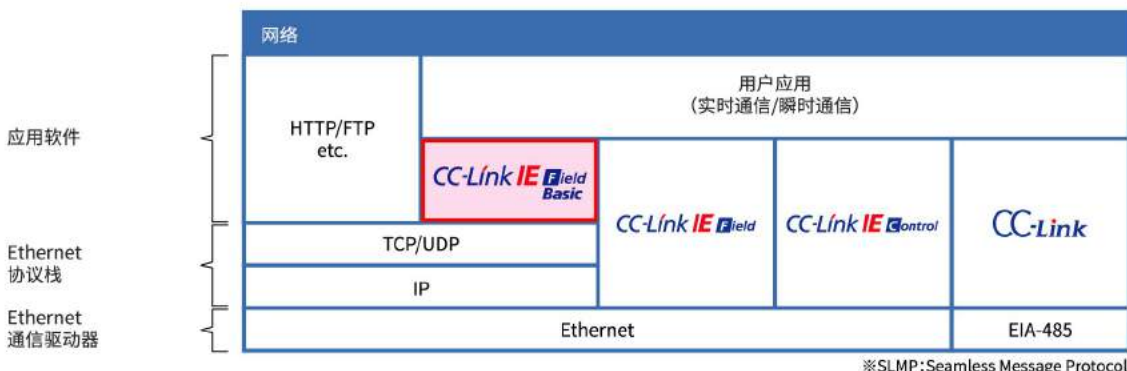 网络
应用软件
HTTP/FTP
etc.
用户应用
（实时通信/瞬时通信）
CC-Link IE Field
Basic
CC-Link IE Field
CC-Link IE Control
CC-Link
Ethernet
协议栈
TCP/UDP
IP
Ethernet
通信驱动器
Ethernet
EIA-485
※SLMP:Seamless Message Protocol